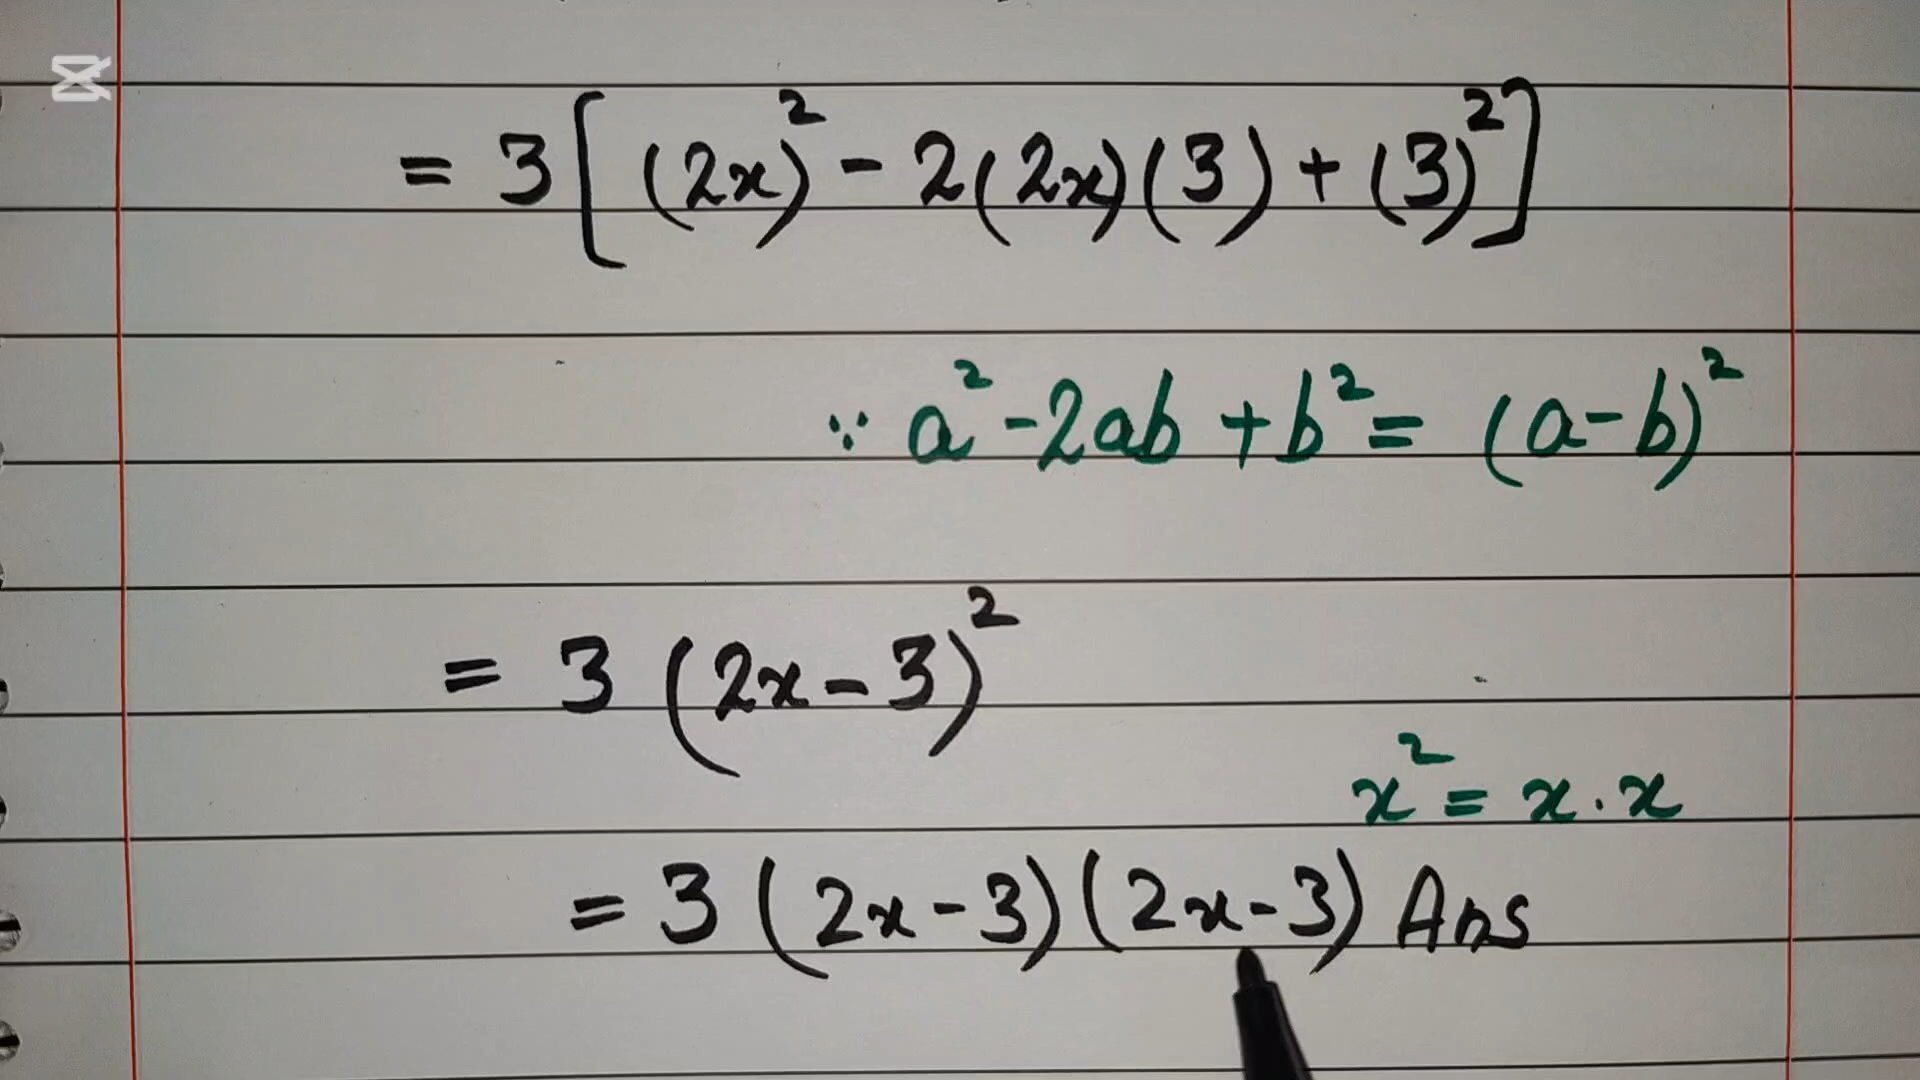 = 3 [ (2x)² - 2(2x)(3) + (3)² ]
∵ a² - 2ab + b² = (a - b)²
= 3 (2x - 3)²
x² = x . x
= 3 (2x - 3) (2x - 3) Ans